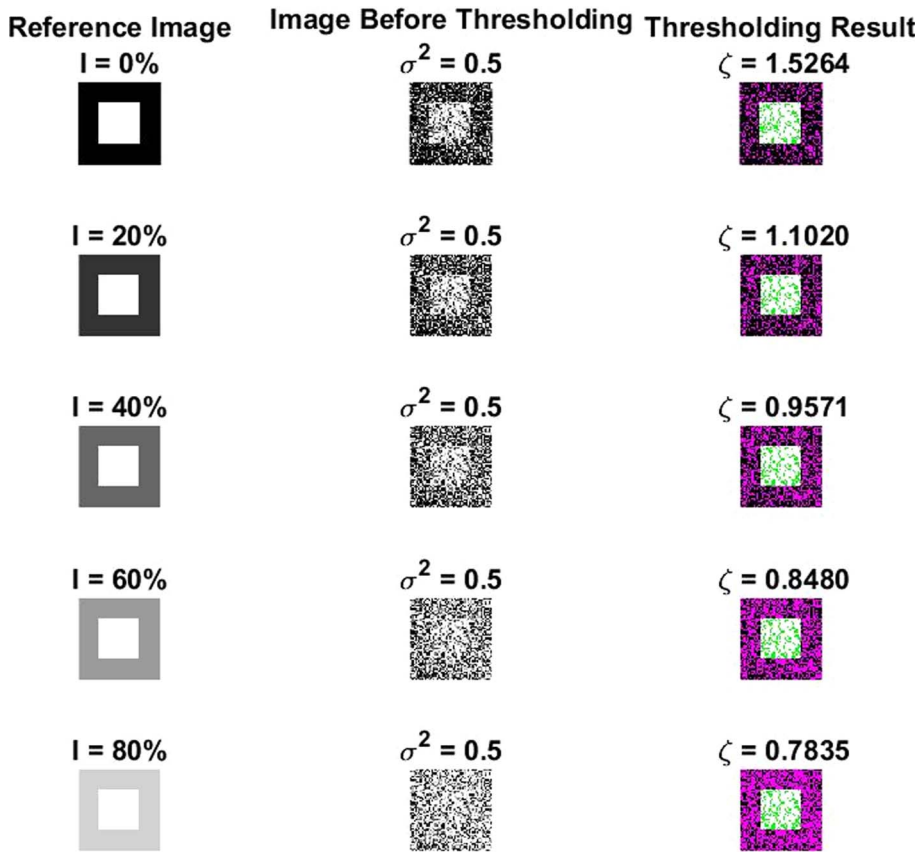 Reference Image Image Before Thresholding Thresholding Result
I = 0% σ² = 0.5 ζ = 1.5264
I = 20% σ² = 0.5 ζ = 1.1020
I = 40% σ² = 0.5 ζ = 0.9571
I = 60% σ² = 0.5 ζ = 0.8480
I = 80% σ² = 0.5 ζ = 0.7835